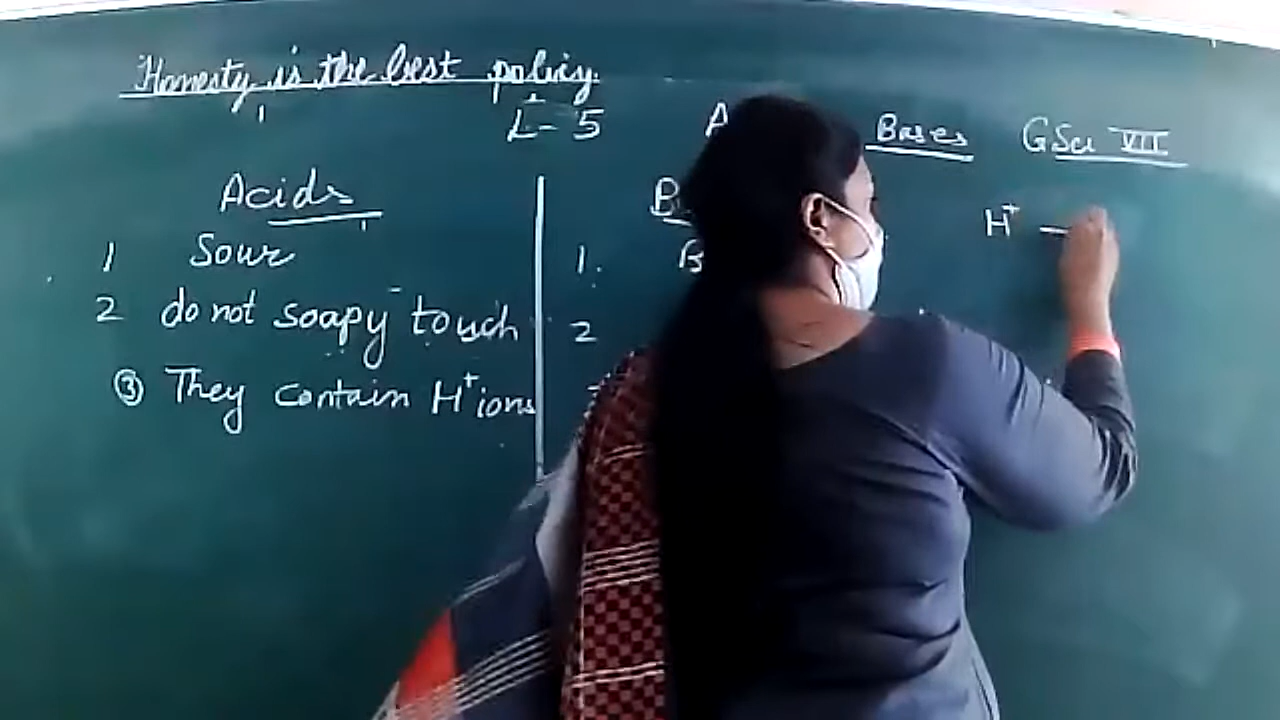 Honesty is the best policy.
L-5 Bases GSci VII
Acids
H⁺ —
1 Sour
1.
2 do not soapy touch
2
③ They contain H⁺ ions